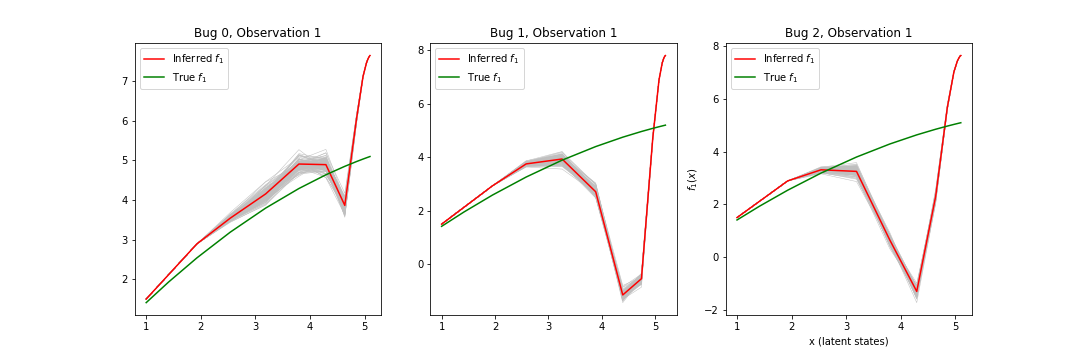 Bug 0, Observation 1
Inferred f₁
True f₁
7
6
5
4
3
2
1 2 3 4 5
Bug 1, Observation 1
Inferred f₁
True f₁
8
6
4
2
0
1 2 3 4 5
Bug 2, Observation 1
Inferred f₁
True f₁
f₁(x)
8
6
4
2
0
−2
1 2 3 4 5
x (latent states)